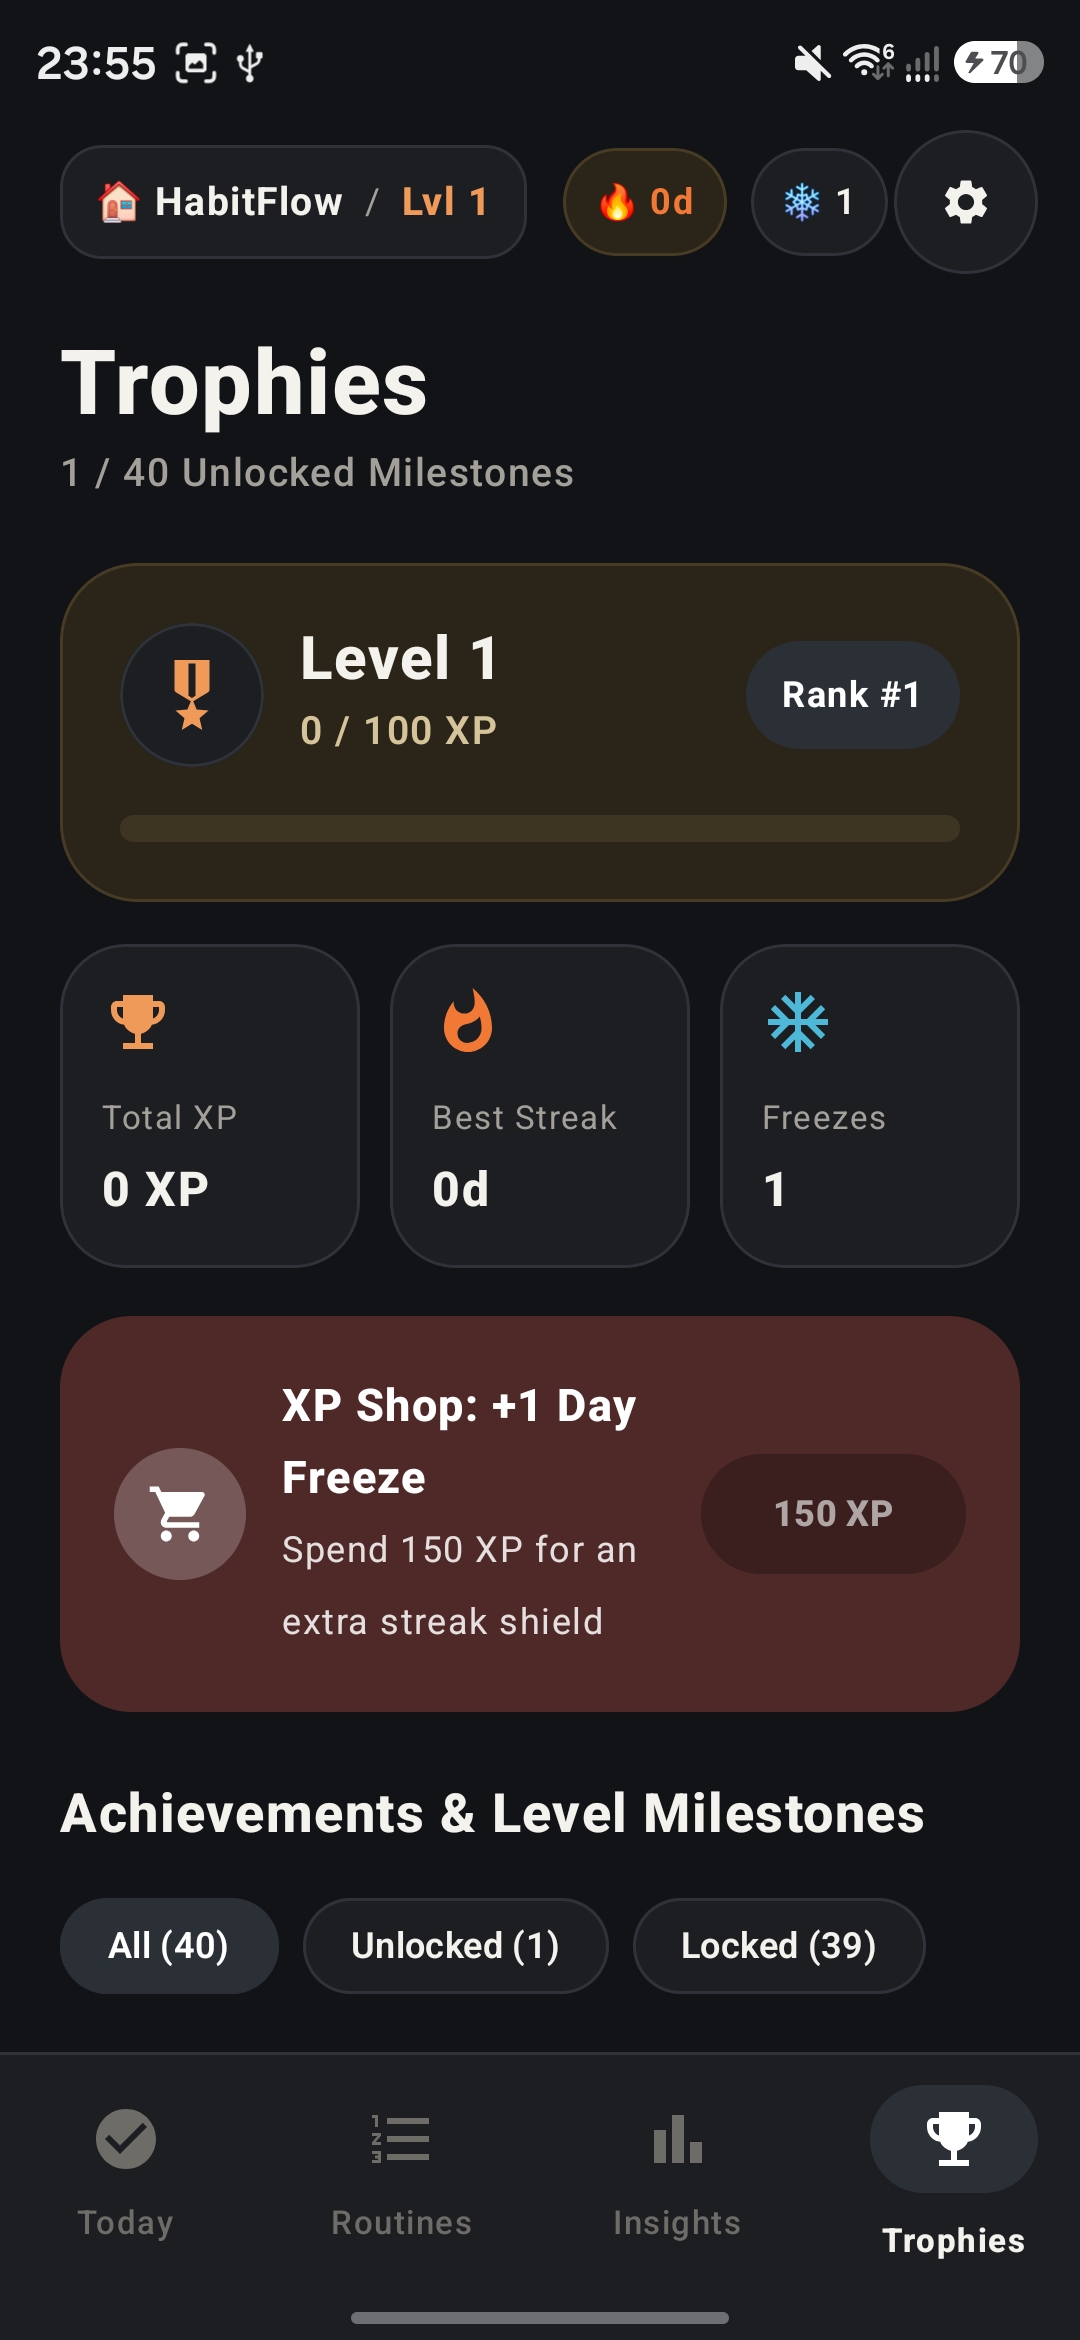 23:55
6
70
HabitFlow / Lvl 1
0d
1
Trophies
1 / 40 Unlocked Milestones
Level 1
0 / 100 XP
Rank #1
Total XP
0 XP
Best Streak
0d
Freezes
1
XP Shop: +1 Day
Freeze
Spend 150 XP for an
extra streak shield
150 XP
Achievements & Level Milestones
All (40)
Unlocked (1)
Locked (39)
Today
Routines
Insights
Trophies